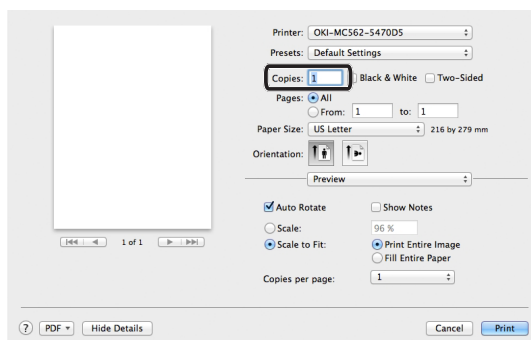 Printer: OKI-MC562-5470D5
Presets: Default Settings
Copies: 1 Black & White Two-Sided
Pages: All
From: 1 to: 1
Paper Size: US Letter 216 by 279 mm
Orientation:
Preview
Auto Rotate Show Notes
Scale: 96 %
Scale to Fit: Print Entire Image
Fill Entire Paper
Copies per page: 1
1 of 1
? PDF Hide Details Cancel Print